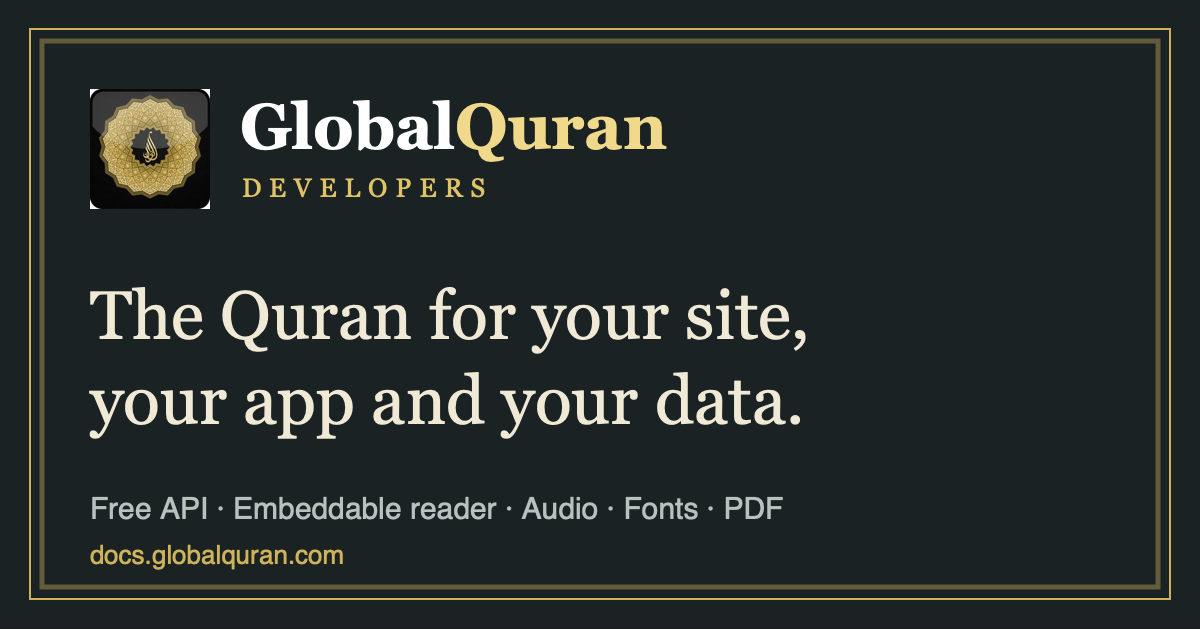 GlobalQuran
DEVELOPERS
The Quran for your site,
your app and your data.
Free API · Embeddable reader · Audio · Fonts · PDF
docs.globalquran.com